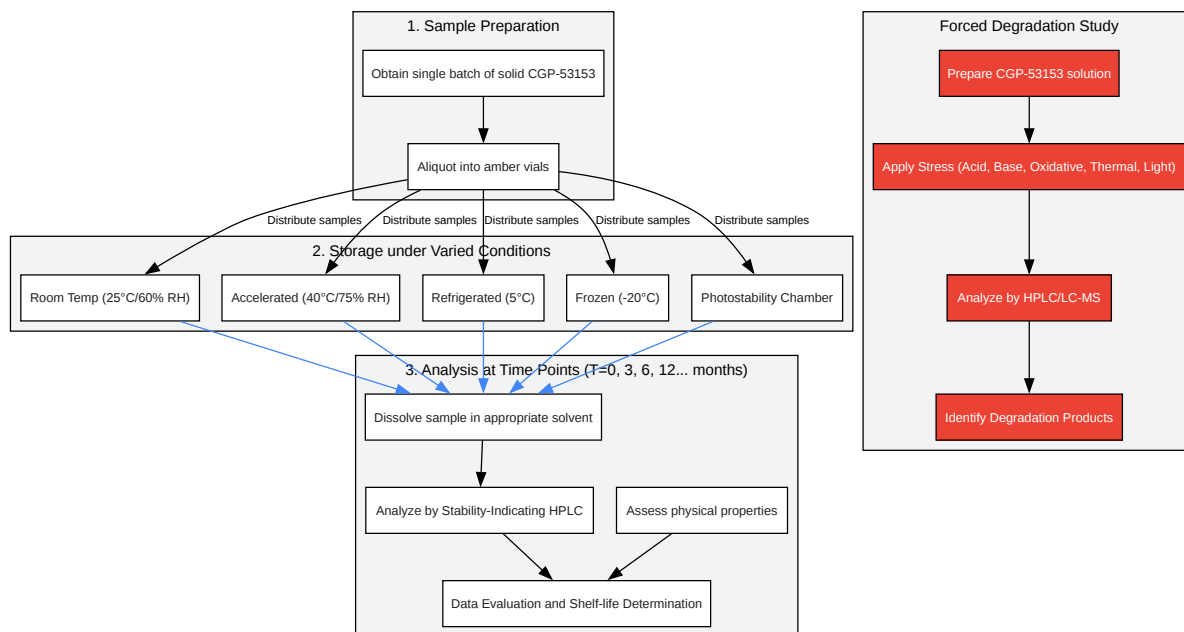 1. Sample Preparation
Obtain single batch of solid CGP-53153
Aliquot into amber vials
Distribute samples
Distribute samples
Distribute samples
Distribute samples
Distribute samples
2. Storage under Varied Conditions
Room Temp (25°C/60% RH)
Accelerated (40°C/75% RH)
Refrigerated (5°C)
Frozen (-20°C)
Photostability Chamber
3. Analysis at Time Points (T=0, 3, 6, 12... months)
Dissolve sample in appropriate solvent
Analyze by Stability-Indicating HPLC
Assess physical properties
Data Evaluation and Shelf-life Determination
Forced Degradation Study
Prepare CGP-53153 solution
Apply Stress (Acid, Base, Oxidative, Thermal, Light)
Analyze by HPLC/LC-MS
Identify Degradation Products